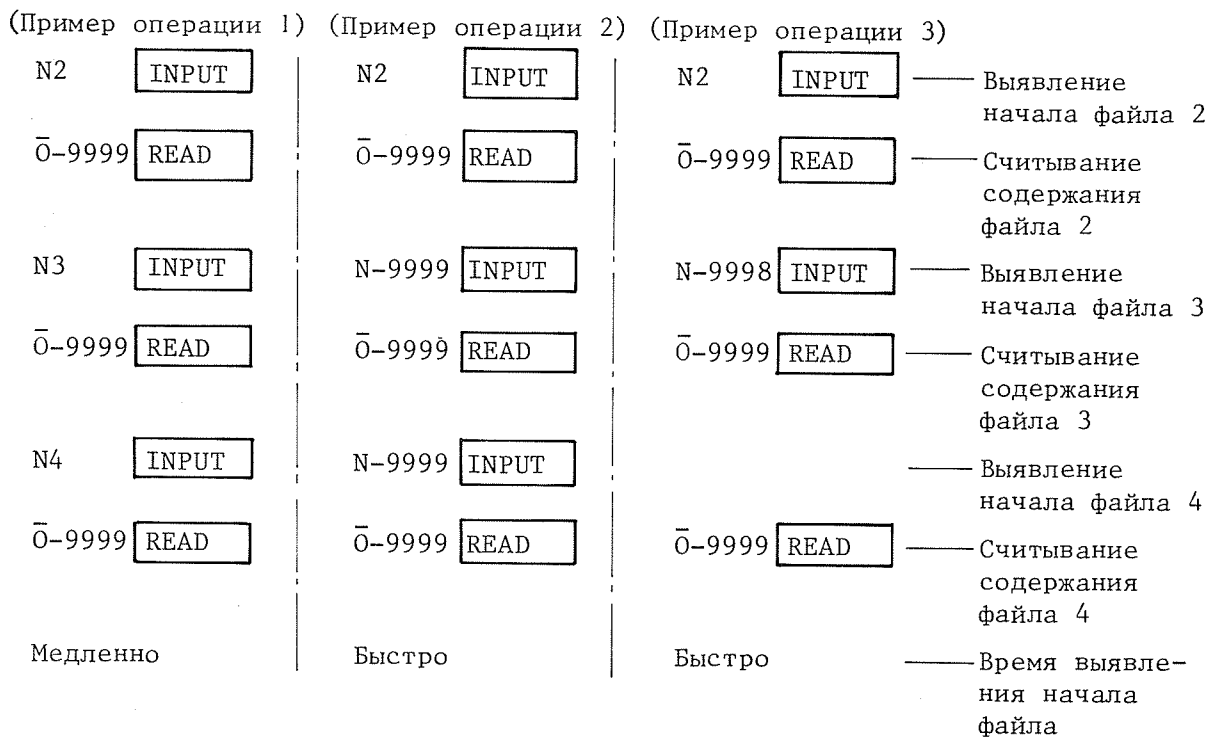 (Пример операции 1) (Пример операции 2) (Пример операции 3)
N2 INPUT N2 INPUT N2 INPUT Выявление
начала файла 2
Ō-9999 READ Ō-9999 READ Ō-9999 READ Считывание
содержания
файла 2
N3 INPUT N-9999 INPUT N-9998 INPUT Выявление
начала файла 3
Ō-9999 READ Ō-9999 READ Ō-9999 READ Считывание
содержания
файла 3
N4 INPUT N-9999 INPUT Выявление
начала файла 4
Ō-9999 READ Ō-9999 READ Ō-9999 READ Считывание
содержания
файла 4
Медленно Быстро Быстро Время выявле-
ния начала
файла